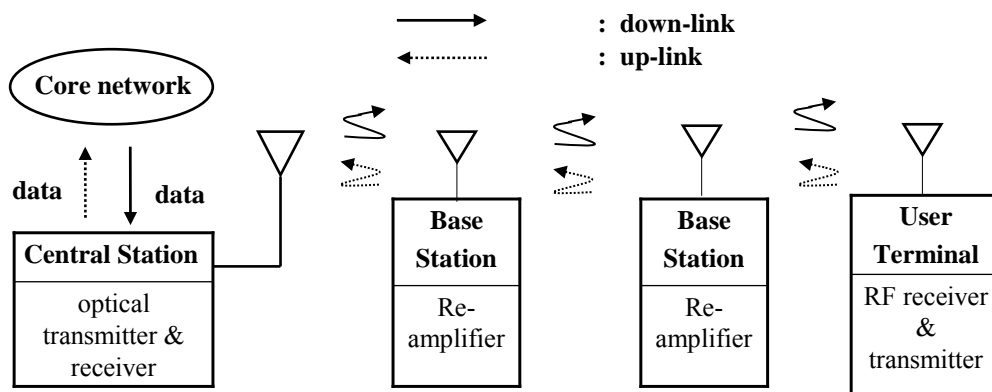 : down-link
: up-link
Core network
data
data
Central Station
optical
transmitter &
receiver
Base
Station
Re-
amplifier
Base
Station
Re-
amplifier
User
Terminal
RF receiver
&
transmitter